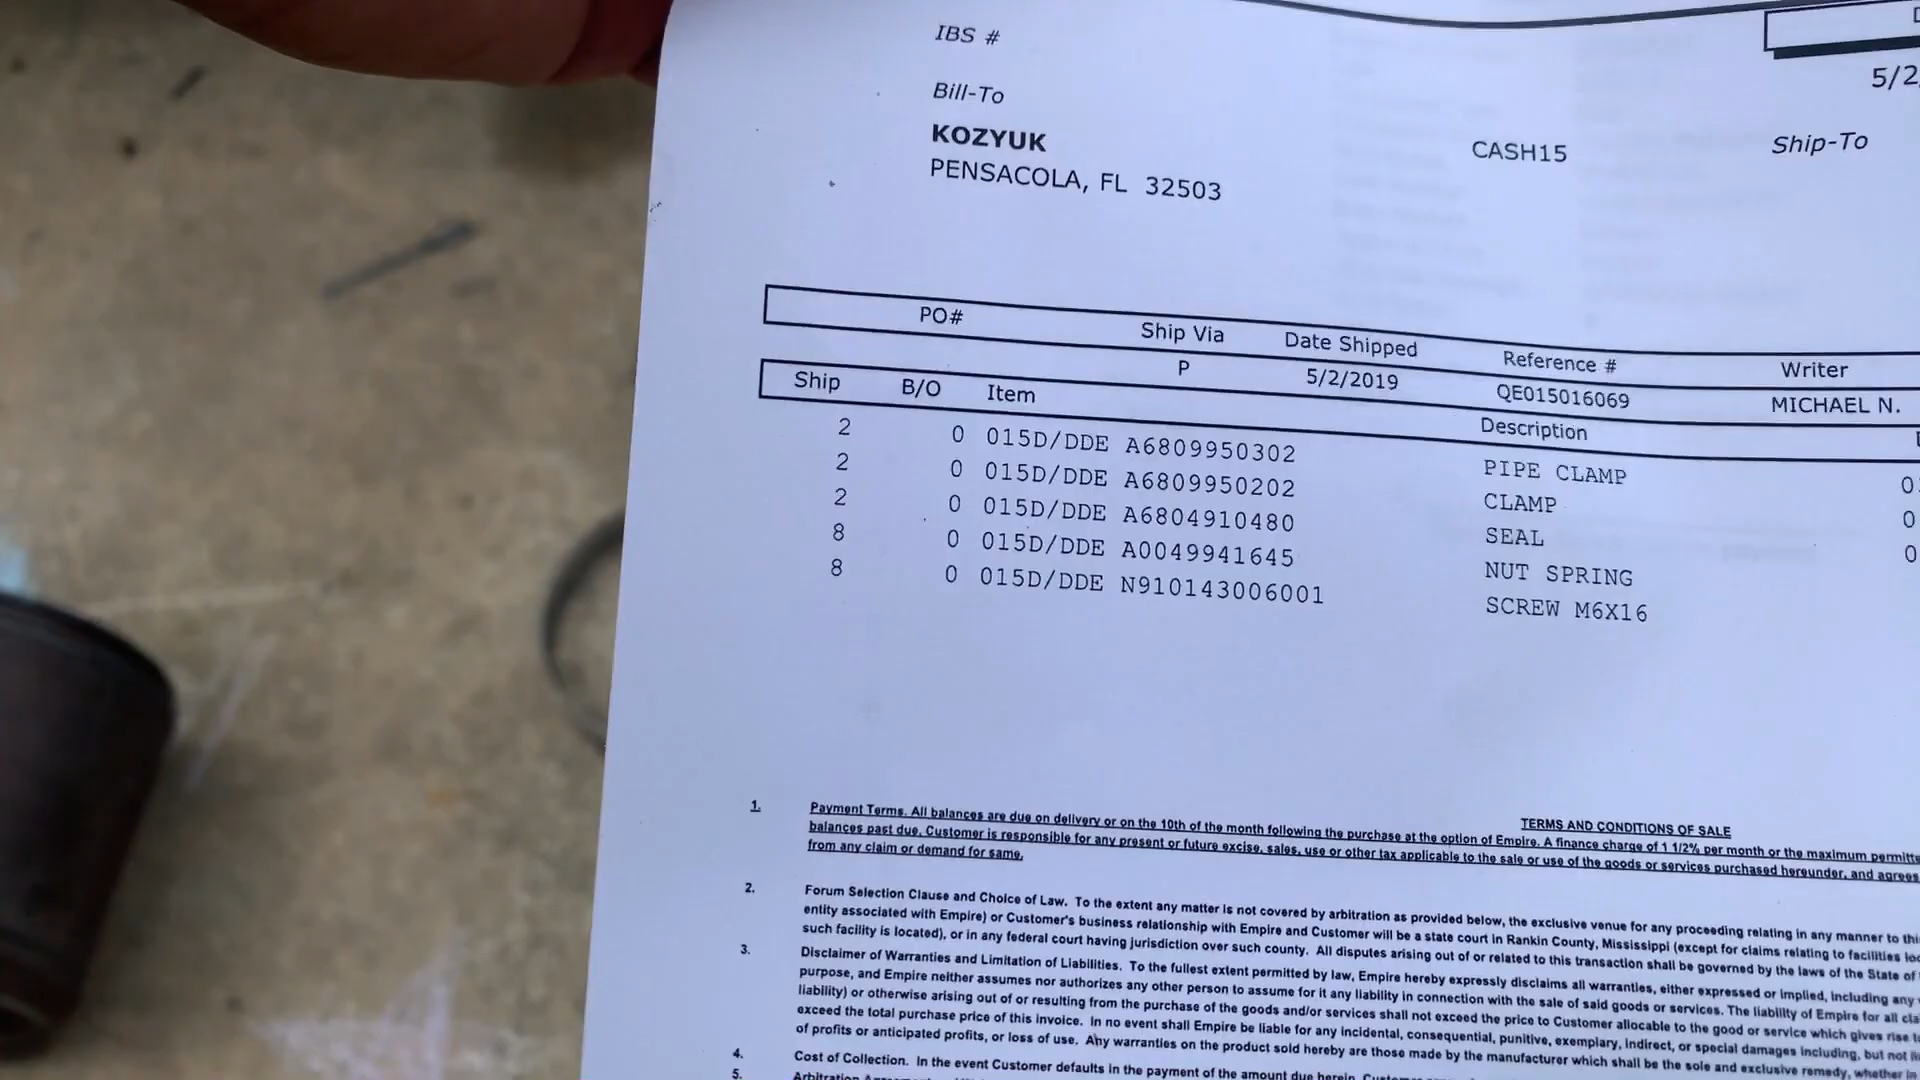 IBS #
5/2
Bill-To
KOZYUK
CASH15
Ship-To
PENSACOLA, FL 32503
PO#
Ship Via
Date Shipped
Reference #
Writer
P
5/2/2019
QE015016069
MICHAEL N.
Ship
B/O
Item
Description
2 0 015D/DDE A6809950302 PIPE CLAMP
2 0 015D/DDE A6809950202 CLAMP
2 0 015D/DDE A6804910480 SEAL
8 0 015D/DDE A0049941645 NUT SPRING
8 0 015D/DDE N910143006001 SCREW M6X16
TERMS AND CONDITIONS OF SALE
1. Payment Terms. All balances are due on delivery or on the 10th of the month following the purchase at the option of Empire. A finance charge of 1 1/2% per month or the maximum
balances past due. Customer is responsible for any present or future excise, sales, use or other tax applicable to the sale or use of the goods or services purchased hereunder, and agrees
from any claim or demand for same.
2. Forum Selection Clause and Choice of Law. To the extent any matter is not covered by arbitration as provided below, the exclusive venue for any proceeding relating in any manner to
entity associated with Empire) or Customer's business relationship with Empire and Customer will be a state court in Rankin County, Mississippi (except for claims relating to facilities
such facility is located), or in any federal court having jurisdiction over such county. All disputes arising out of or related to this transaction shall be governed by the laws of the State of
3. Disclaimer of Warranties and Limitation of Liabilities. To the fullest extent permitted by law, Empire hereby expressly disclaims all warranties, either expressed or implied, including any
purpose, and Empire neither assumes nor authorizes any other person to assume for it any liability in connection with the sale of said goods or services. The liability of Empire for all
liability) or otherwise arising out of or resulting from the purchase of the goods and/or services shall not exceed the price to Customer allocable to the good or service which gives rise
exceed the total purchase price of this invoice. In no event shall Empire be liable for any incidental, consequential, punitive, exemplary, indirect, or special damages including, but not
of profits or anticipated profits, or loss of use. Any warranties on the product sold hereby are those made by the manufacturer which shall be the sole and exclusive remedy, whether in
4. Cost of Collection. In the event Customer defaults in the payment of the amount due herein,
5. Arbitration